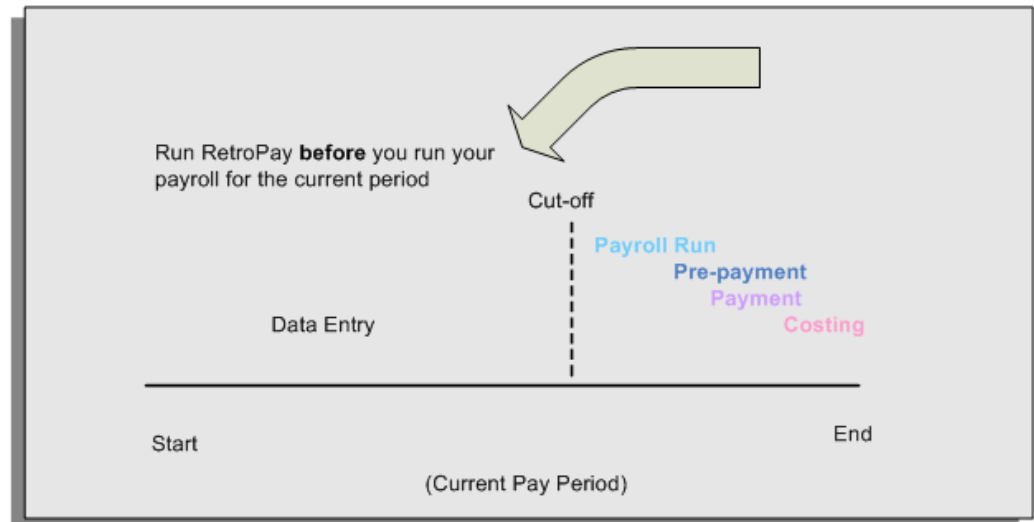 Run RetroPay before you run your
payroll for the current period
Cut-off
Payroll Run
Pre-payment
Payment
Data Entry
Costing
Start
End
(Current Pay Period)